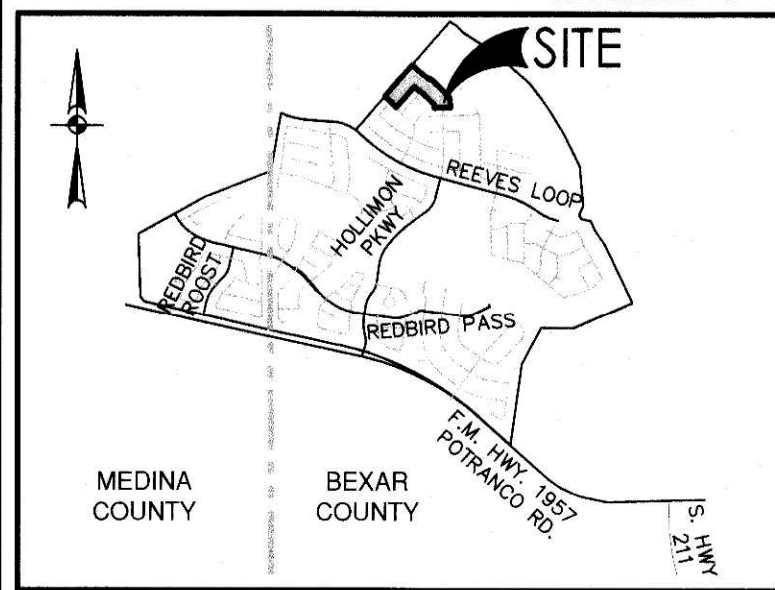 SITE
REEVES LOOP
HOLLIMON
PKWY
REDBIRD
ROOST
REDBIRD PASS
F.M. HWY. 1957
POTRANCO RD.
MEDINA
COUNTY
BEXAR
COUNTY
S. HWY
211